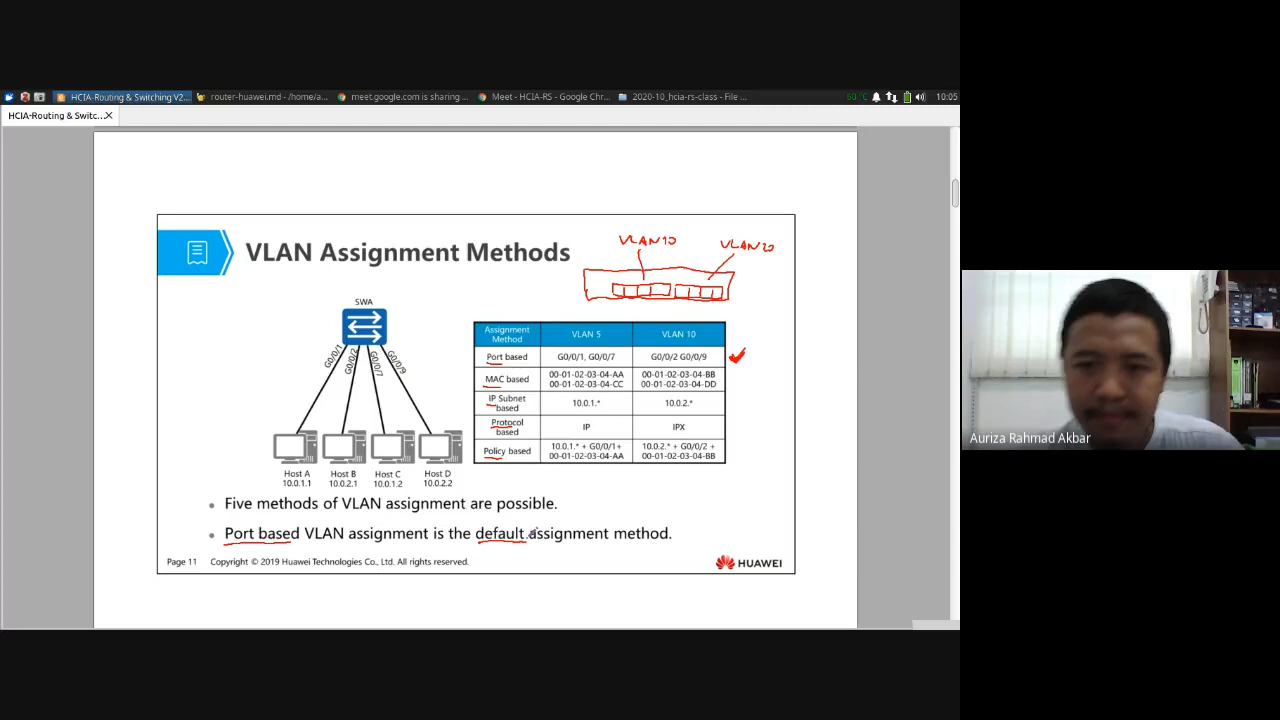 HCIA-Routing & Switching V2...
router-huawei.md - /home/a...
meet.google.com is sharing ...
Meet - HCIA-RS - Google Chr...
2020-10_hcia-rs-class - File ...
60°C
10:05
HCIA-Routing & Switc...
VLAN Assignment Methods
VLAN10
VLAN20
SWA
G0/0/1
G0/0/2
G0/0/7
G0/0/9
Host A
10.0.1.1
Host B
10.0.2.1
Host C
10.0.1.2
Host D
10.0.2.2
Assignment Method VLAN 5 VLAN 10
Port based G0/0/1, G0/0/7 G0/0/2 G0/0/9
MAC based 00-01-02-03-04-AA 00-01-02-03-04-CC 00-01-02-03-04-BB 00-01-02-03-04-DD
IP Subnet based 10.0.1.* 10.0.2.*
Protocol based IP IPX
Policy based 10.0.1.* + G0/0/1+ 00-01-02-03-04-AA 10.0.2.* + G0/0/2 + 00-01-02-03-04-BB
Five methods of VLAN assignment are possible.
Port based VLAN assignment is the default assignment method.
Page 11 Copyright © 2019 Huawei Technologies Co., Ltd. All rights reserved.
HUAWEI
Auriza Rahmad Akbar